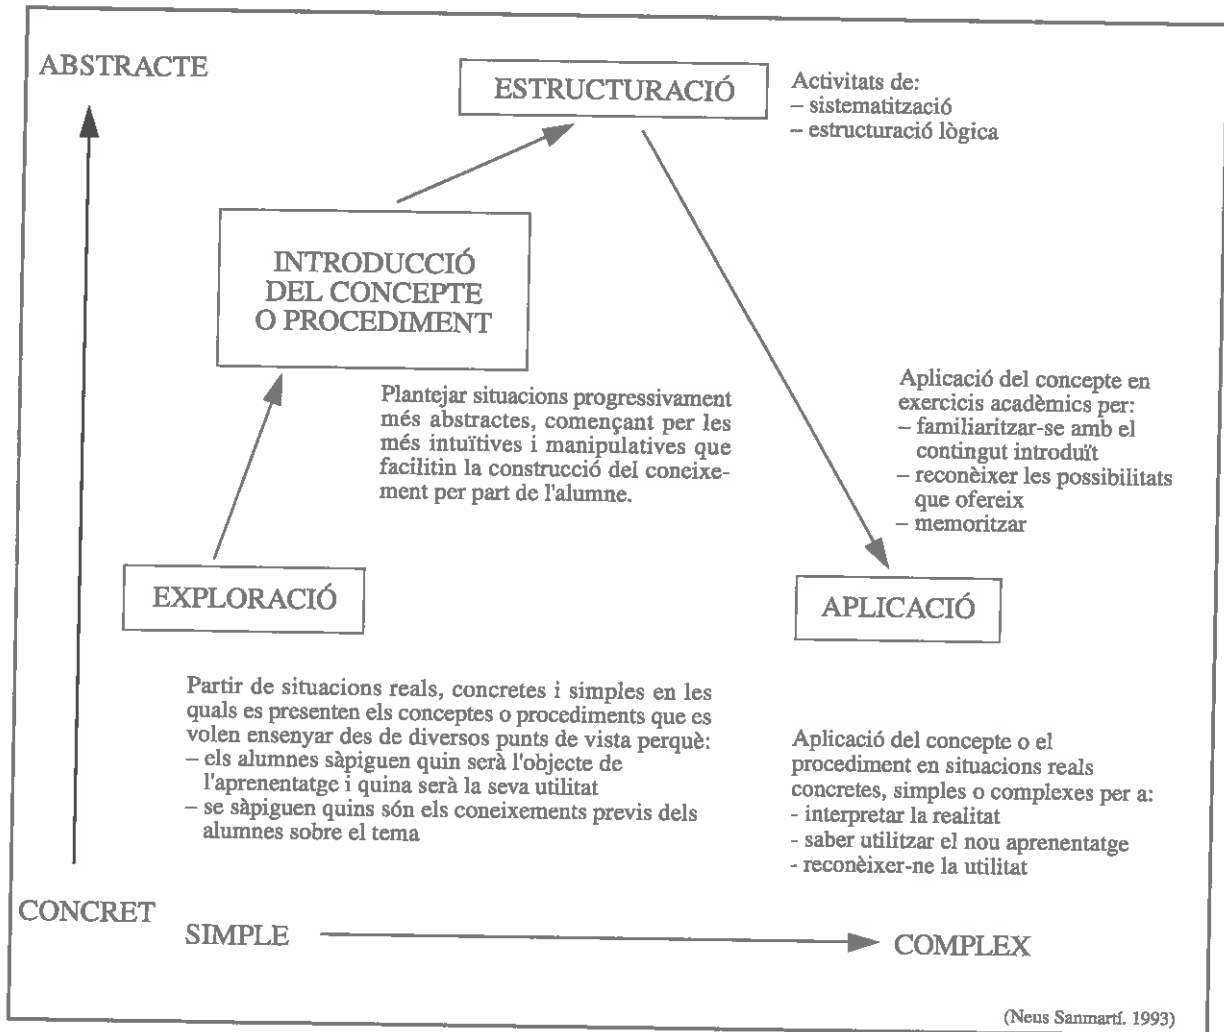 ABSTRACTE
ESTRUCTURACIÓ
Activitats de:
– sistematització
– estructuració lògica
INTRODUCCIÓ
DEL CONCEPTE
O PROCEDIMENT
Plantejar situacions progressivament
més abstractes, començant per les
més intuïtives i manipulatives que
facilitin la construcció del coneixe-
ment per part de l'alumne.
Aplicació del concepte en
exercicis acadèmics per:
– familiaritzar-se amb el
contingut introduït
– reconèixer les possibilitats
que ofereix
– memoritzar
EXPLORACIÓ
APLICACIÓ
Partir de situacions reals, concretes i simples en les
quals es presenten els conceptes o procediments que es
volen ensenyar des de diversos punts de vista perquè:
– els alumnes sàpiguen quin serà l'objecte de
l'aprenentatge i quina serà la seva utilitat
– se sàpiguen quins són els coneixements previs dels
alumnes sobre el tema
Aplicació del concepte o el
procediment en situacions reals
concretes, simples o complexes per a:
- interpretar la realitat
- saber utilitzar el nou aprenentatge
- reconèixer-ne la utilitat
CONCRET
SIMPLE
COMPLEX
(Neus Sanmartí. 1993)